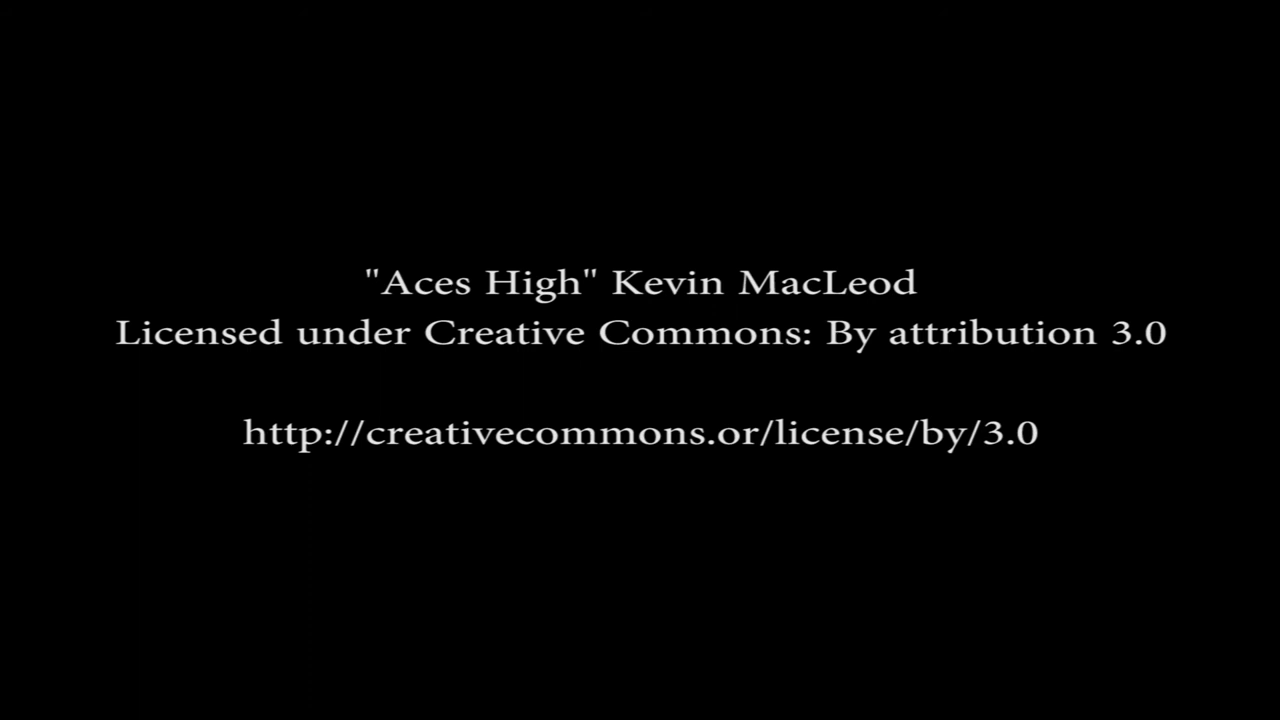 "Aces High" Kevin MacLeod
Licensed under Creative Commons: By attribution 3.0
http://creativecommons.or/license/by/3.0